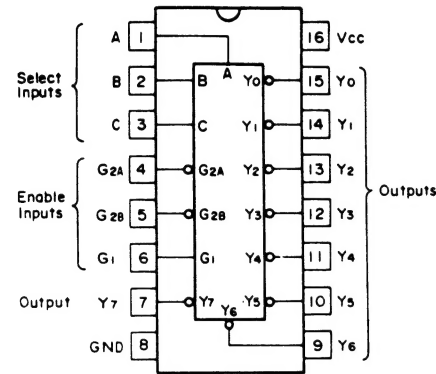 A 1 16 Vcc
A
Select Inputs
B 2 B Y0 15 Y0
C 3 C Y1 14 Y1
G2A 4 G2A Y2 13 Y2
Outputs
Enable Inputs
G2B 5 G2B Y3 12 Y3
G1 6 G1 Y4 11 Y4
Output Y7 7 Y7 Y6 Y5 10 Y5
GND 8 9 Y6